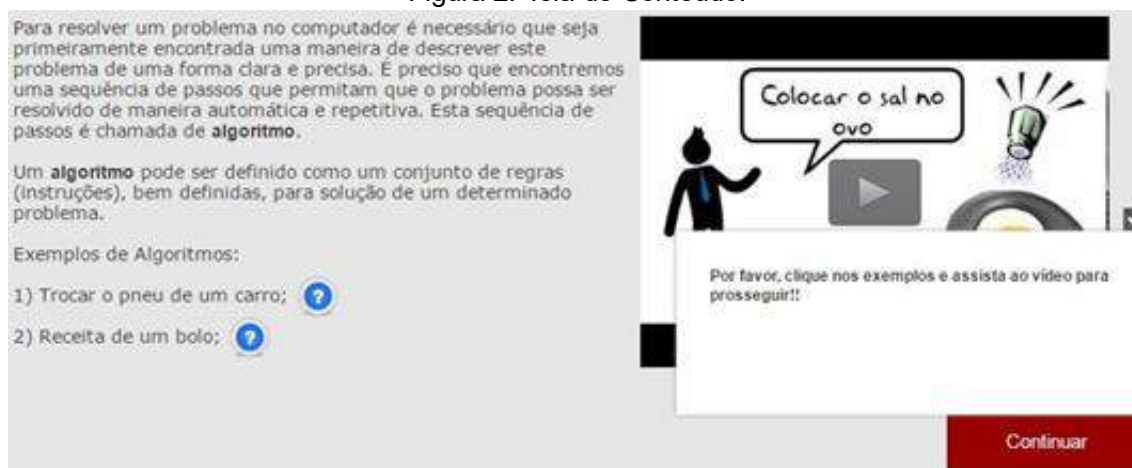 Para resolver um problema no computador é necessário que seja
primeiramente encontrada uma maneira de descrever este
problema de uma forma clara e precisa. É preciso que encontremos
uma sequência de passos que permitam que o problema possa ser
resolvido de maneira automática e repetitiva. Esta sequência de
passos é chamada de algoritmo.
Um algoritmo pode ser definido como um conjunto de regras
(instruções), bem definidas, para solução de um determinado
problema.
Exemplos de Algoritmos:
1) Trocar o pneu de um carro; ?
2) Receita de um bolo; ?
Colocar o sal no
ovo
Por favor, clique nos exemplos e assista ao vídeo para
prosseguir!!
Continuar